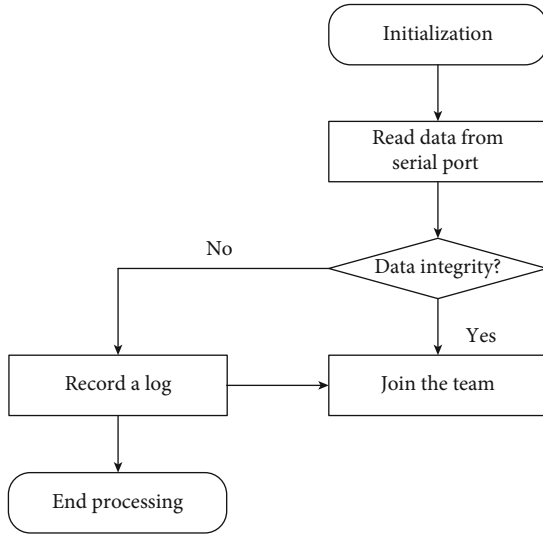 Initialization
Read data from
serial port
No
Data integrity?
Yes
Record a log
Join the team
End processing